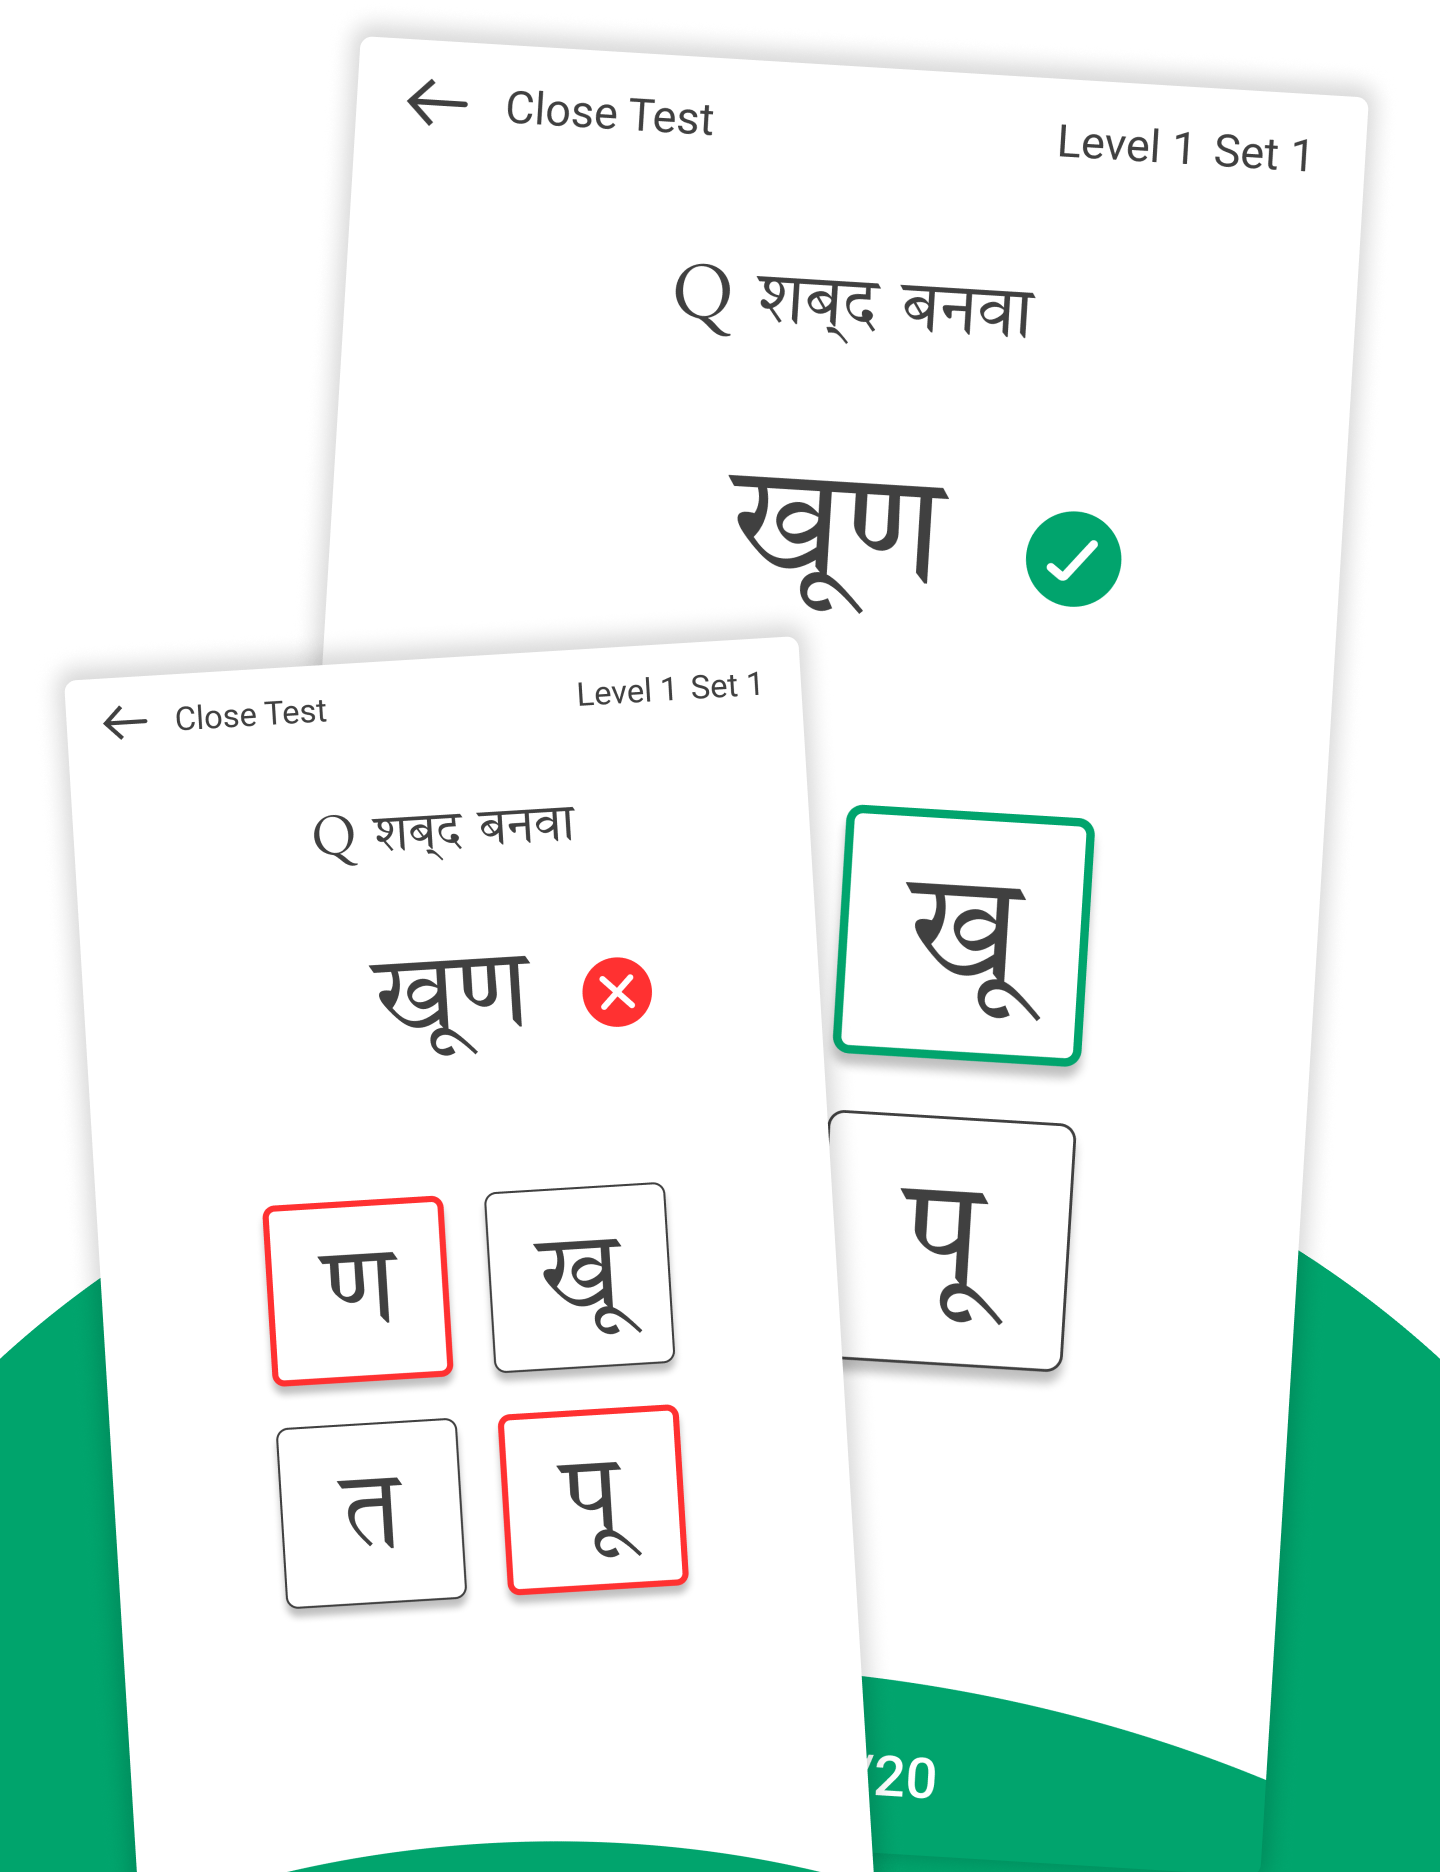 Close Test
Level 1 Set 1
Q शब्द बनवा
खूण
खू
पू
/20
Close Test
Level 1 Set 1
Q शब्द बनवा
खूण
ण खू
त पू